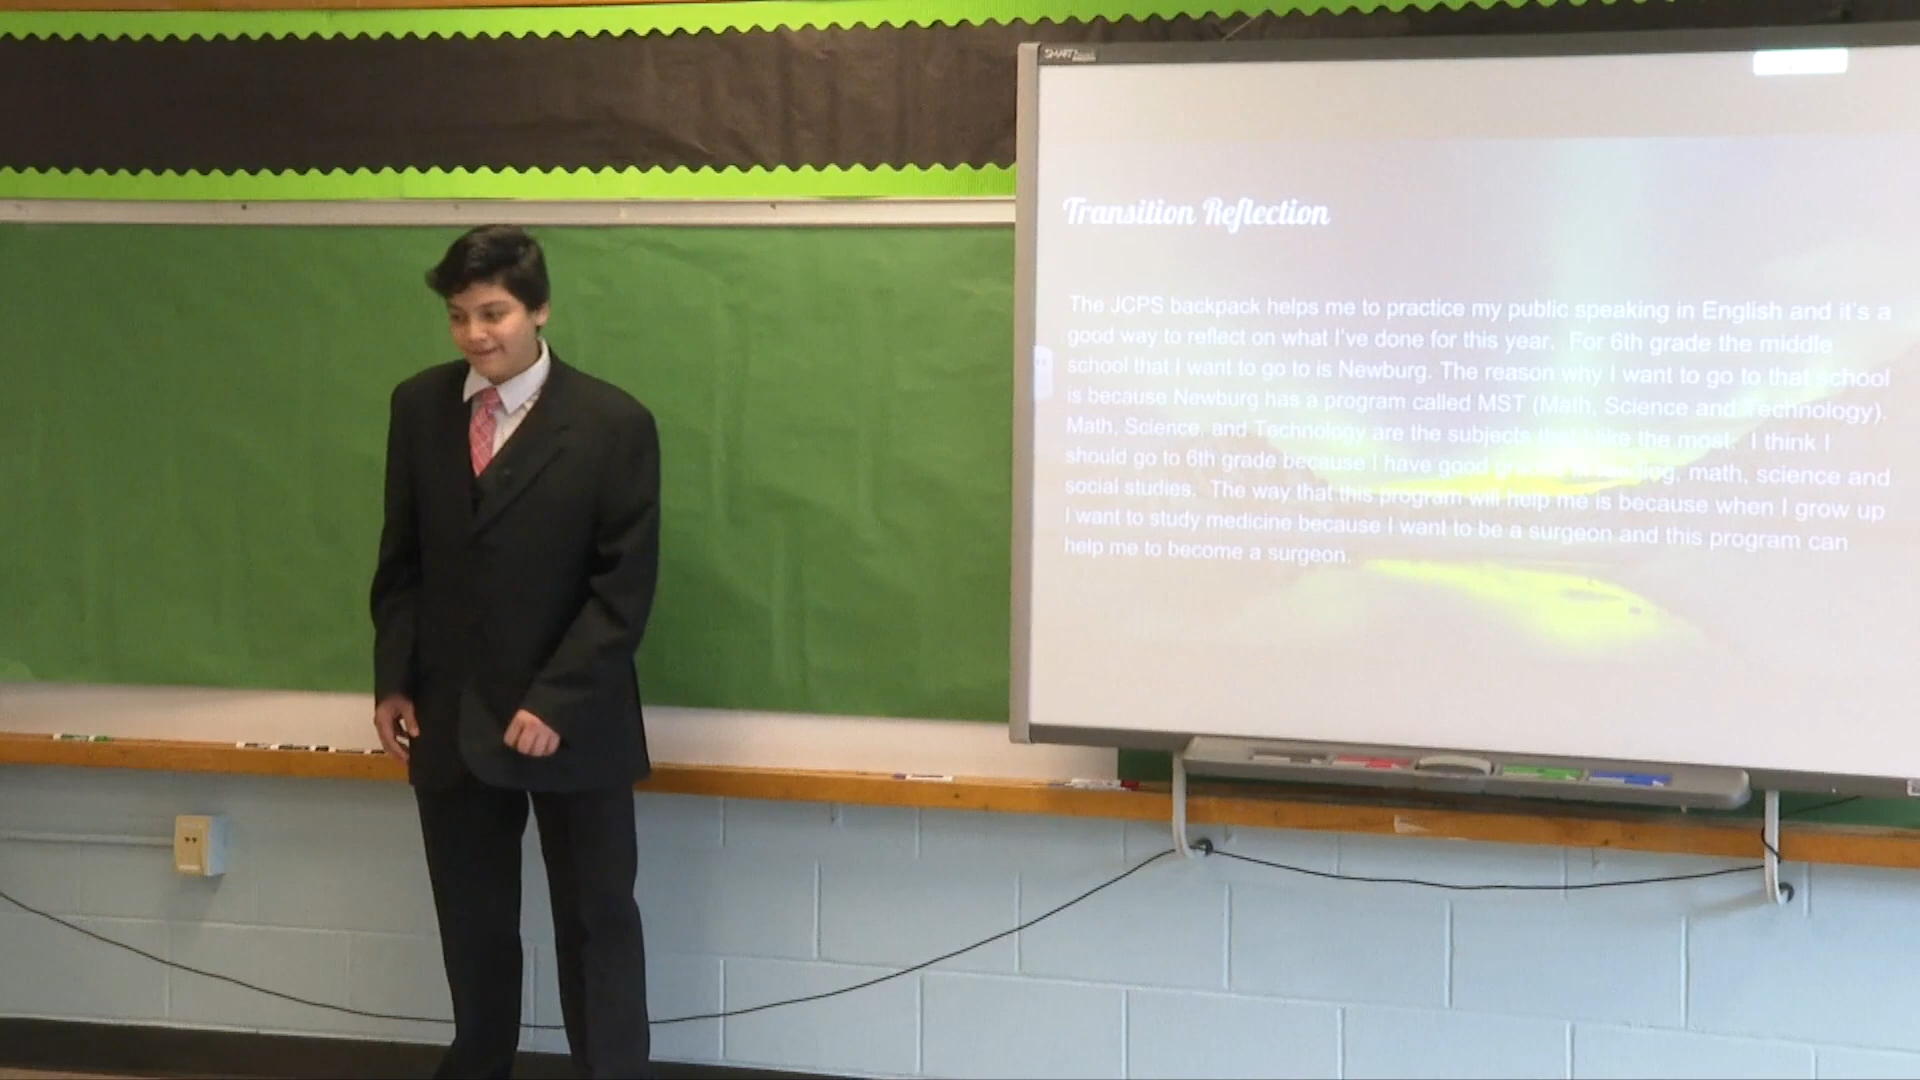 SMART
Transition Reflection
The JCPS backpack helps me to practice my public speaking in English and it's a
good way to reflect on what I've done for this year. For 6th grade the middle
school that I want to go to is Newburg. The reason why I want to go to that school
is because Newburg has a program called MST (Math, Science and Technology).
Math, Science, and Technology are the subjects that I like the most. I think I
should go to 6th grade because I have good grades in reading, math, science and
social studies. The way that this program will help me is because when I grow up
I want to study medicine because I want to be a surgeon and this program can
help me to become a surgeon.